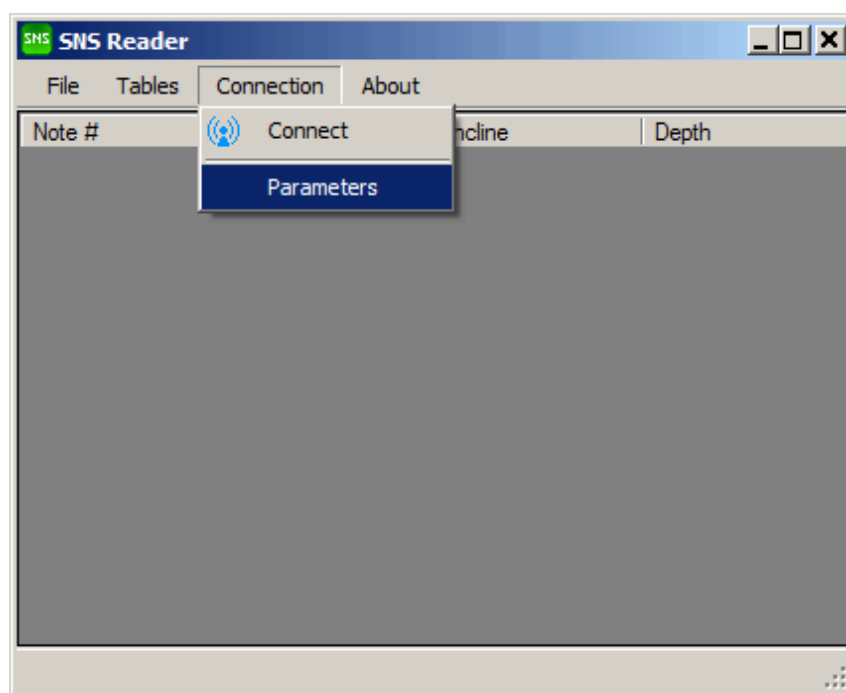 SNS SNS Reader
File Tables Connection About
Note # ncline Depth
Connect
Parameters